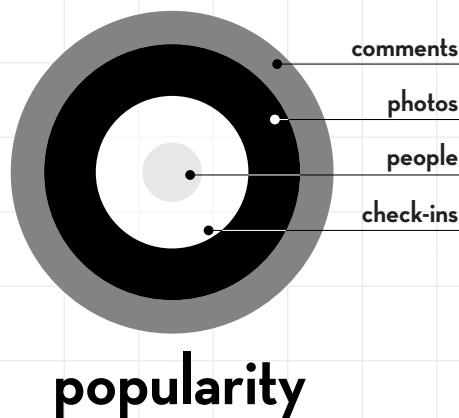 comments
photos
people
check-ins
popularity